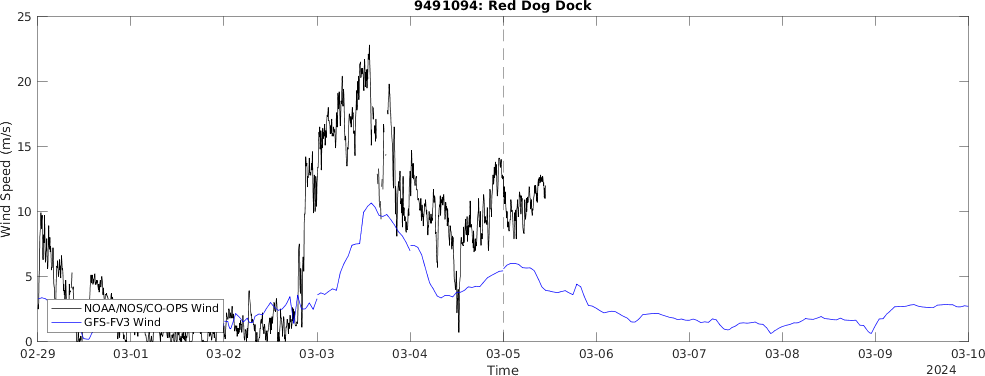 9491094: Red Dog Dock
25
20
15
10
5
0
Wind Speed (m/s)
NOAA/NOS/CO-OPS Wind
GFS-FV3 Wind
02-29 03-01 03-02 03-03 03-04 03-05 03-06 03-07 03-08 03-09 03-10
Time
2024